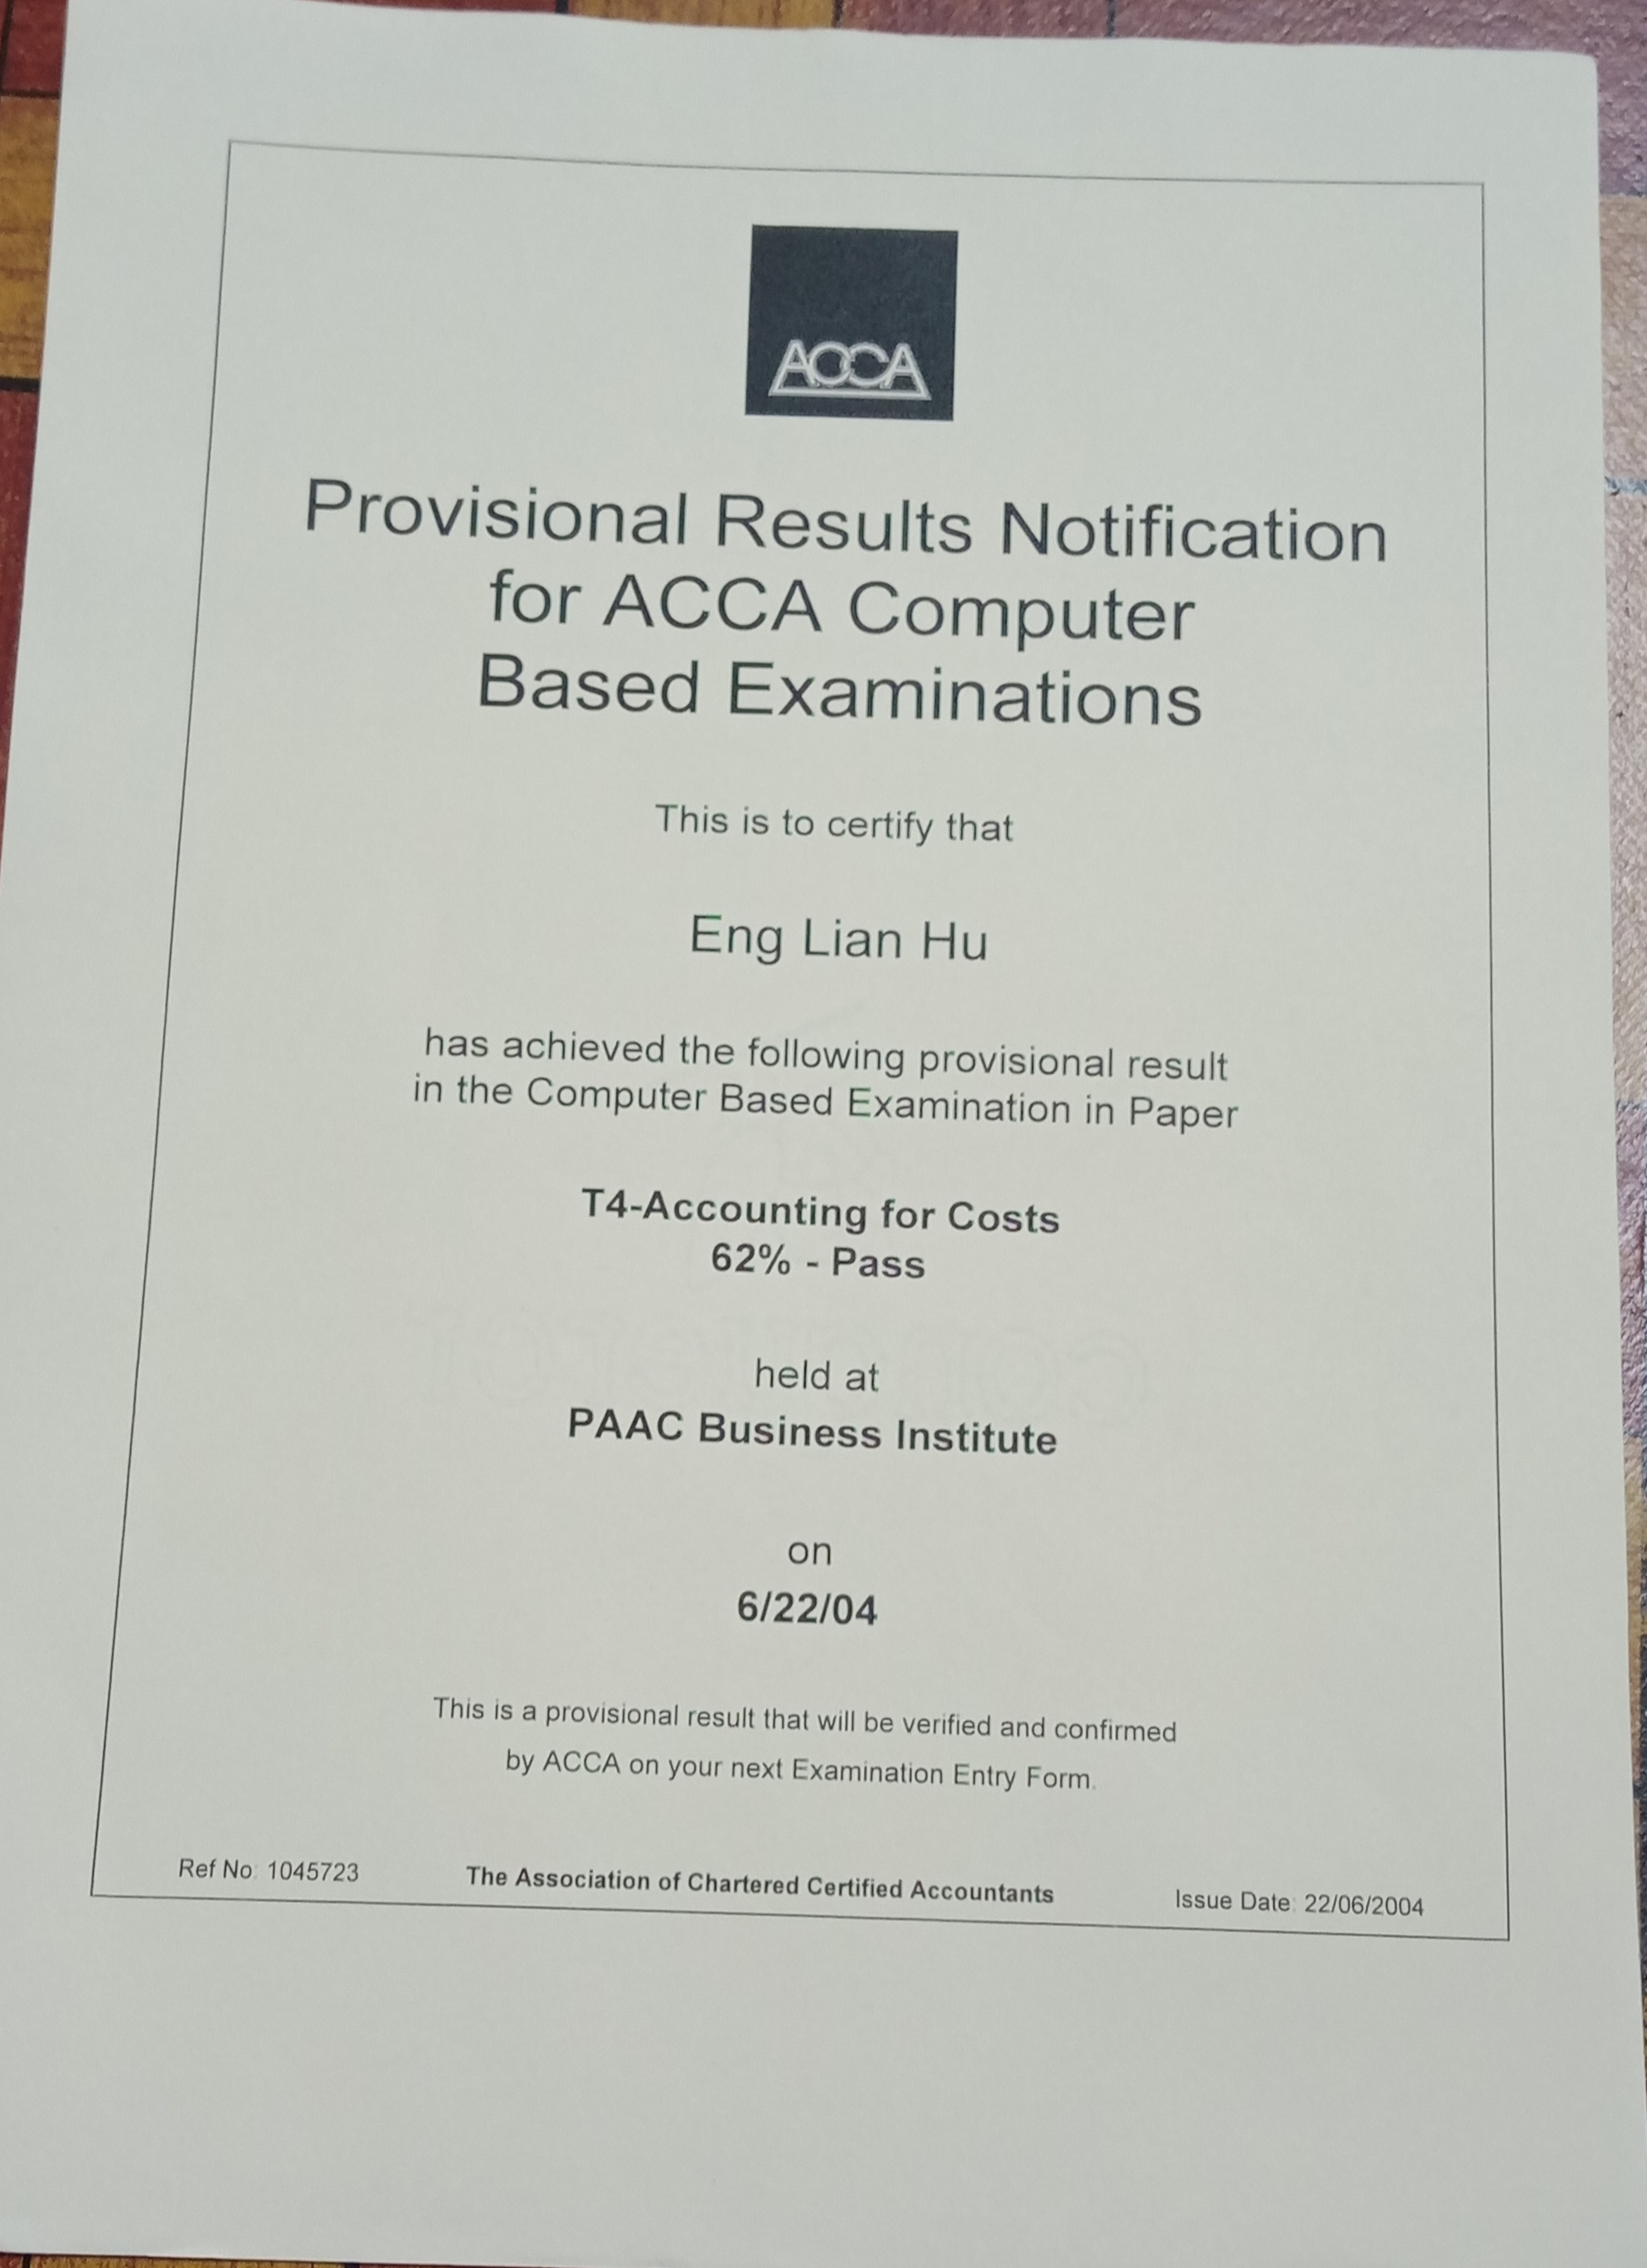 ACCA
Provisional Results Notification
for ACCA Computer
Based Examinations
This is to certify that
Eng Lian Hu
has achieved the following provisional result
in the Computer Based Examination in Paper
T4-Accounting for Costs
62% - Pass
held at
PAAC Business Institute
on
6/22/04
This is a provisional result that will be verified and confirmed
by ACCA on your next Examination Entry Form.
Ref No: 1045723 The Association of Chartered Certified Accountants Issue Date: 22/06/2004